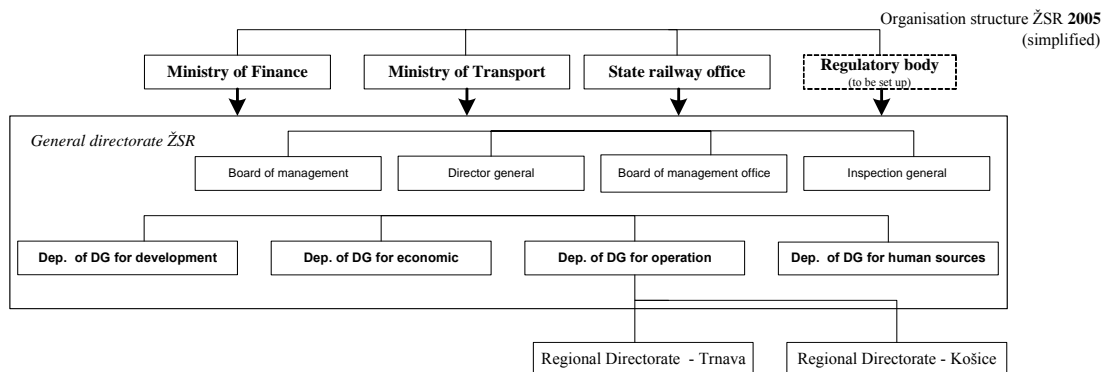 Organisation structure ŽSR 2005
(simplified)
Ministry of Finance
Ministry of Transport
State railway office
Regulatory body
(to be set up)
General directorate ŽSR
Board of management
Director general
Board of management office
Inspection general
Dep. of DG for development
Dep. of DG for economic
Dep. of DG for operation
Dep. of DG for human sources
Regional Directorate - Trnava
Regional Directorate - Košice